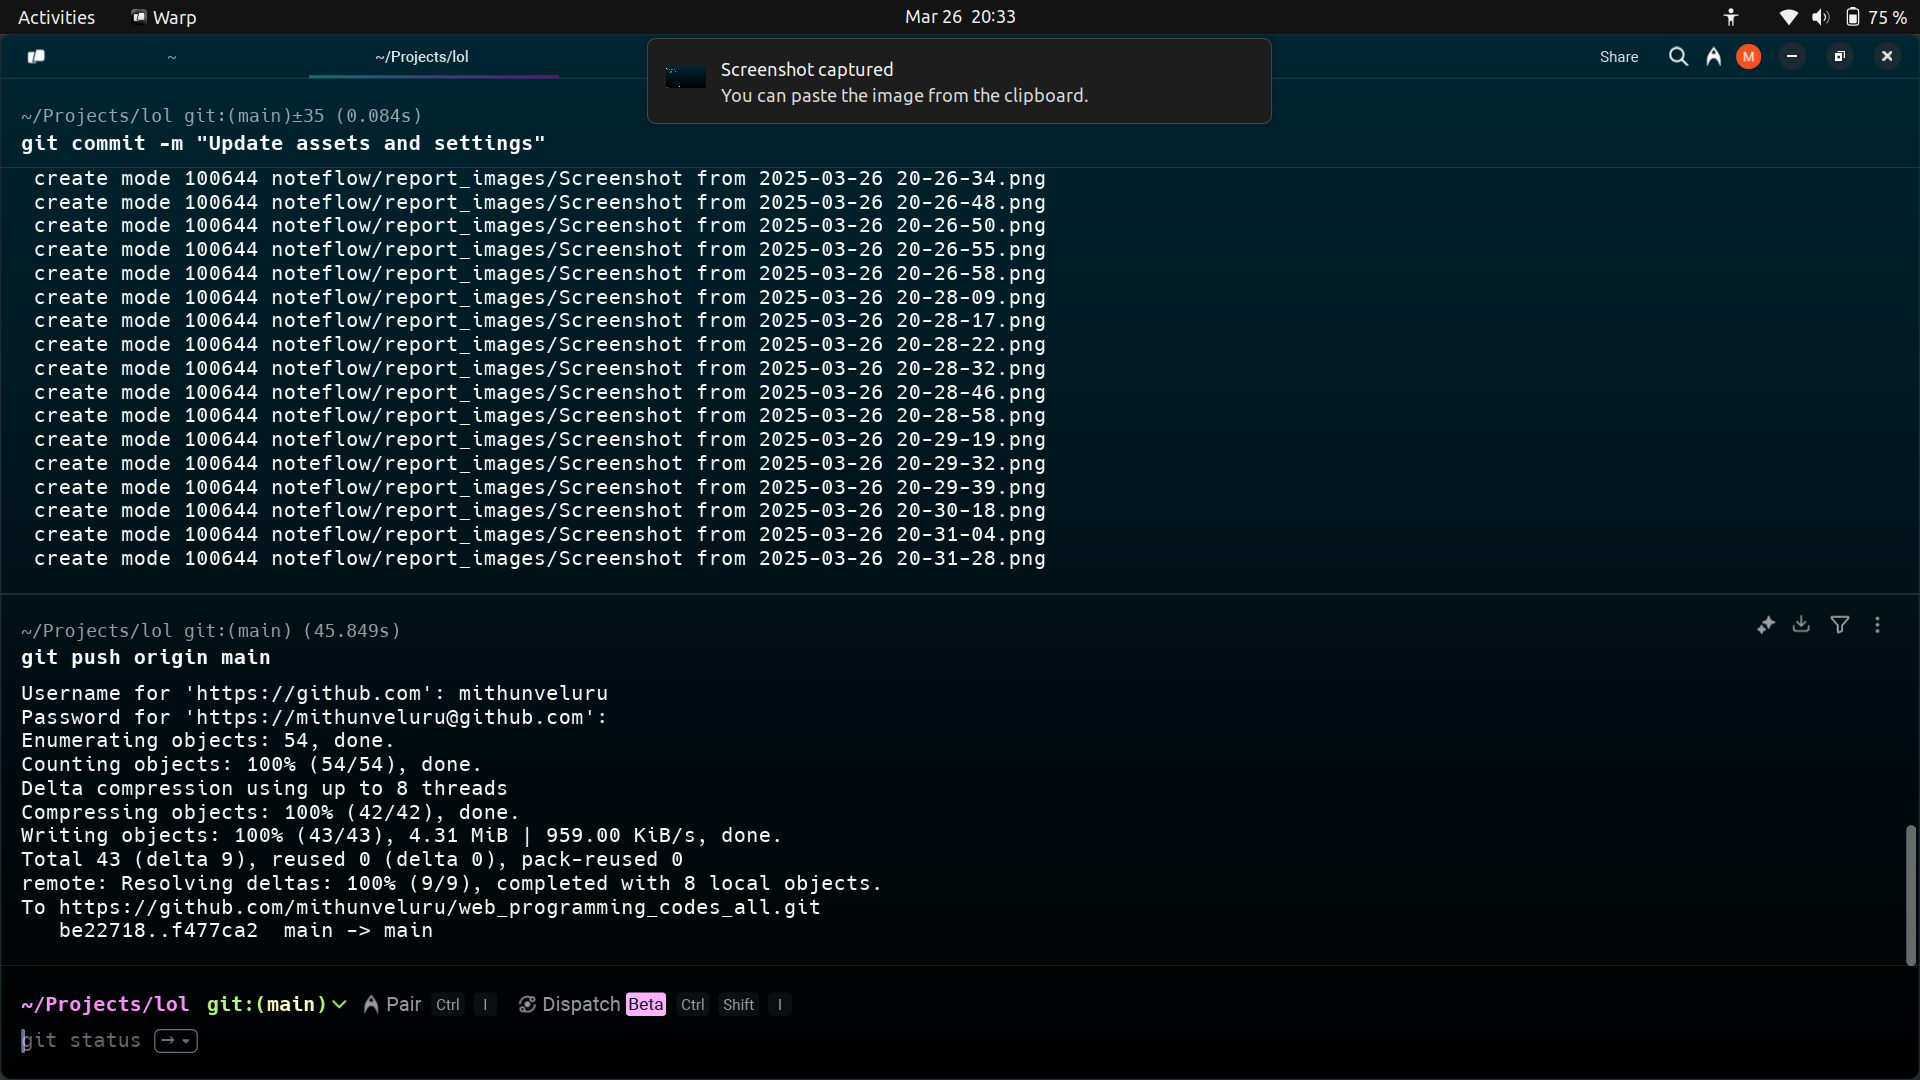 Activities Warp Mar 26 20:33 75 %
~ ~/Projects/lol Share M
Screenshot captured
You can paste the image from the clipboard.
~/Projects/lol git:(main)±35 (0.084s)
git commit -m "Update assets and settings"
create mode 100644 noteflow/report_images/Screenshot from 2025-03-26 20-26-34.png
create mode 100644 noteflow/report_images/Screenshot from 2025-03-26 20-26-48.png
create mode 100644 noteflow/report_images/Screenshot from 2025-03-26 20-26-50.png
create mode 100644 noteflow/report_images/Screenshot from 2025-03-26 20-26-55.png
create mode 100644 noteflow/report_images/Screenshot from 2025-03-26 20-26-58.png
create mode 100644 noteflow/report_images/Screenshot from 2025-03-26 20-28-09.png
create mode 100644 noteflow/report_images/Screenshot from 2025-03-26 20-28-17.png
create mode 100644 noteflow/report_images/Screenshot from 2025-03-26 20-28-22.png
create mode 100644 noteflow/report_images/Screenshot from 2025-03-26 20-28-32.png
create mode 100644 noteflow/report_images/Screenshot from 2025-03-26 20-28-46.png
create mode 100644 noteflow/report_images/Screenshot from 2025-03-26 20-28-58.png
create mode 100644 noteflow/report_images/Screenshot from 2025-03-26 20-29-19.png
create mode 100644 noteflow/report_images/Screenshot from 2025-03-26 20-29-32.png
create mode 100644 noteflow/report_images/Screenshot from 2025-03-26 20-29-39.png
create mode 100644 noteflow/report_images/Screenshot from 2025-03-26 20-30-18.png
create mode 100644 noteflow/report_images/Screenshot from 2025-03-26 20-31-04.png
create mode 100644 noteflow/report_images/Screenshot from 2025-03-26 20-31-28.png
~/Projects/lol git:(main) (45.849s)
git push origin main
Username for 'https://github.com': mithunveluru
Password for 'https://mithunveluru@github.com':
Enumerating objects: 54, done.
Counting objects: 100% (54/54), done.
Delta compression using up to 8 threads
Compressing objects: 100% (42/42), done.
Writing objects: 100% (43/43), 4.31 MiB | 959.00 KiB/s, done.
Total 43 (delta 9), reused 0 (delta 0), pack-reused 0
remote: Resolving deltas: 100% (9/9), completed with 8 local objects.
To https://github.com/mithunveluru/web_programming_codes_all.git
be22718..f477ca2  main -> main
~/Projects/lol git:(main) Pair Ctrl I Dispatch Beta Ctrl Shift I
git status →